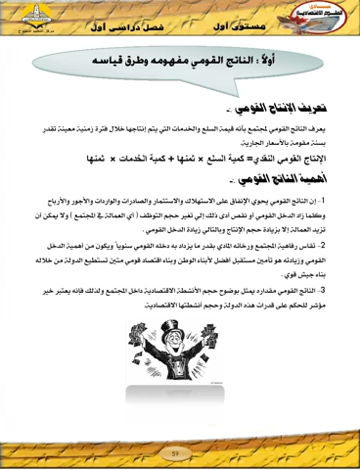 مستوى أول
فصل دراسى أول
أولاً : الناتج القومي مفهومه وطرق قياسه
تعريف الإنتاج القومي :-
يعرف الناتج القومي لمجتمع بأنه قيمة السلع والخدمات التي يتم إنتاجها خلال فترة زمنية معينة تقدر
بسنة مقومة بالأسعار الجارية.
الإنتاج القومي النقدي= كمية السلع × ثمنها + كمية الخدمات × ثمنها
أهمية الناتج القومي :-
1- إن الناتج القومي يحوي الإنفاق على الاستهلاك والاستثمار والصادرات والواردات والأجور والأرباح
وكلما زاد الدخل القومي أو نقص أدى ذلك إلي تغير حجم التوظف ( أي العمالة في المجتمع ) ولا يمكن أن
تزيد العمالة إلا بزيادة حجم الإنتاج وبالتالي زيادة الدخل القومي .
2- تقاس رفاهية المجتمع ورخائه المادي بقدر ما يزداد به دخله القومي سنوياً ويكون من أهمية الدخل
القومي وزيادته هو تأمين مستقبل أفضل لأبناء الوطن وبناء اقتصاد قومي متين تستطيع الدولة من خلاله
بناء جيش قوي .
3- الناتج القومي مقداره يمثل بوضوح حجم الأنشطة الاقتصادية داخل المجتمع ولذلك فإنه يعتبر خير
مؤشر للحكم على قدرات هذه الدولة وحجم أنشطتها الاقتصادية.
59